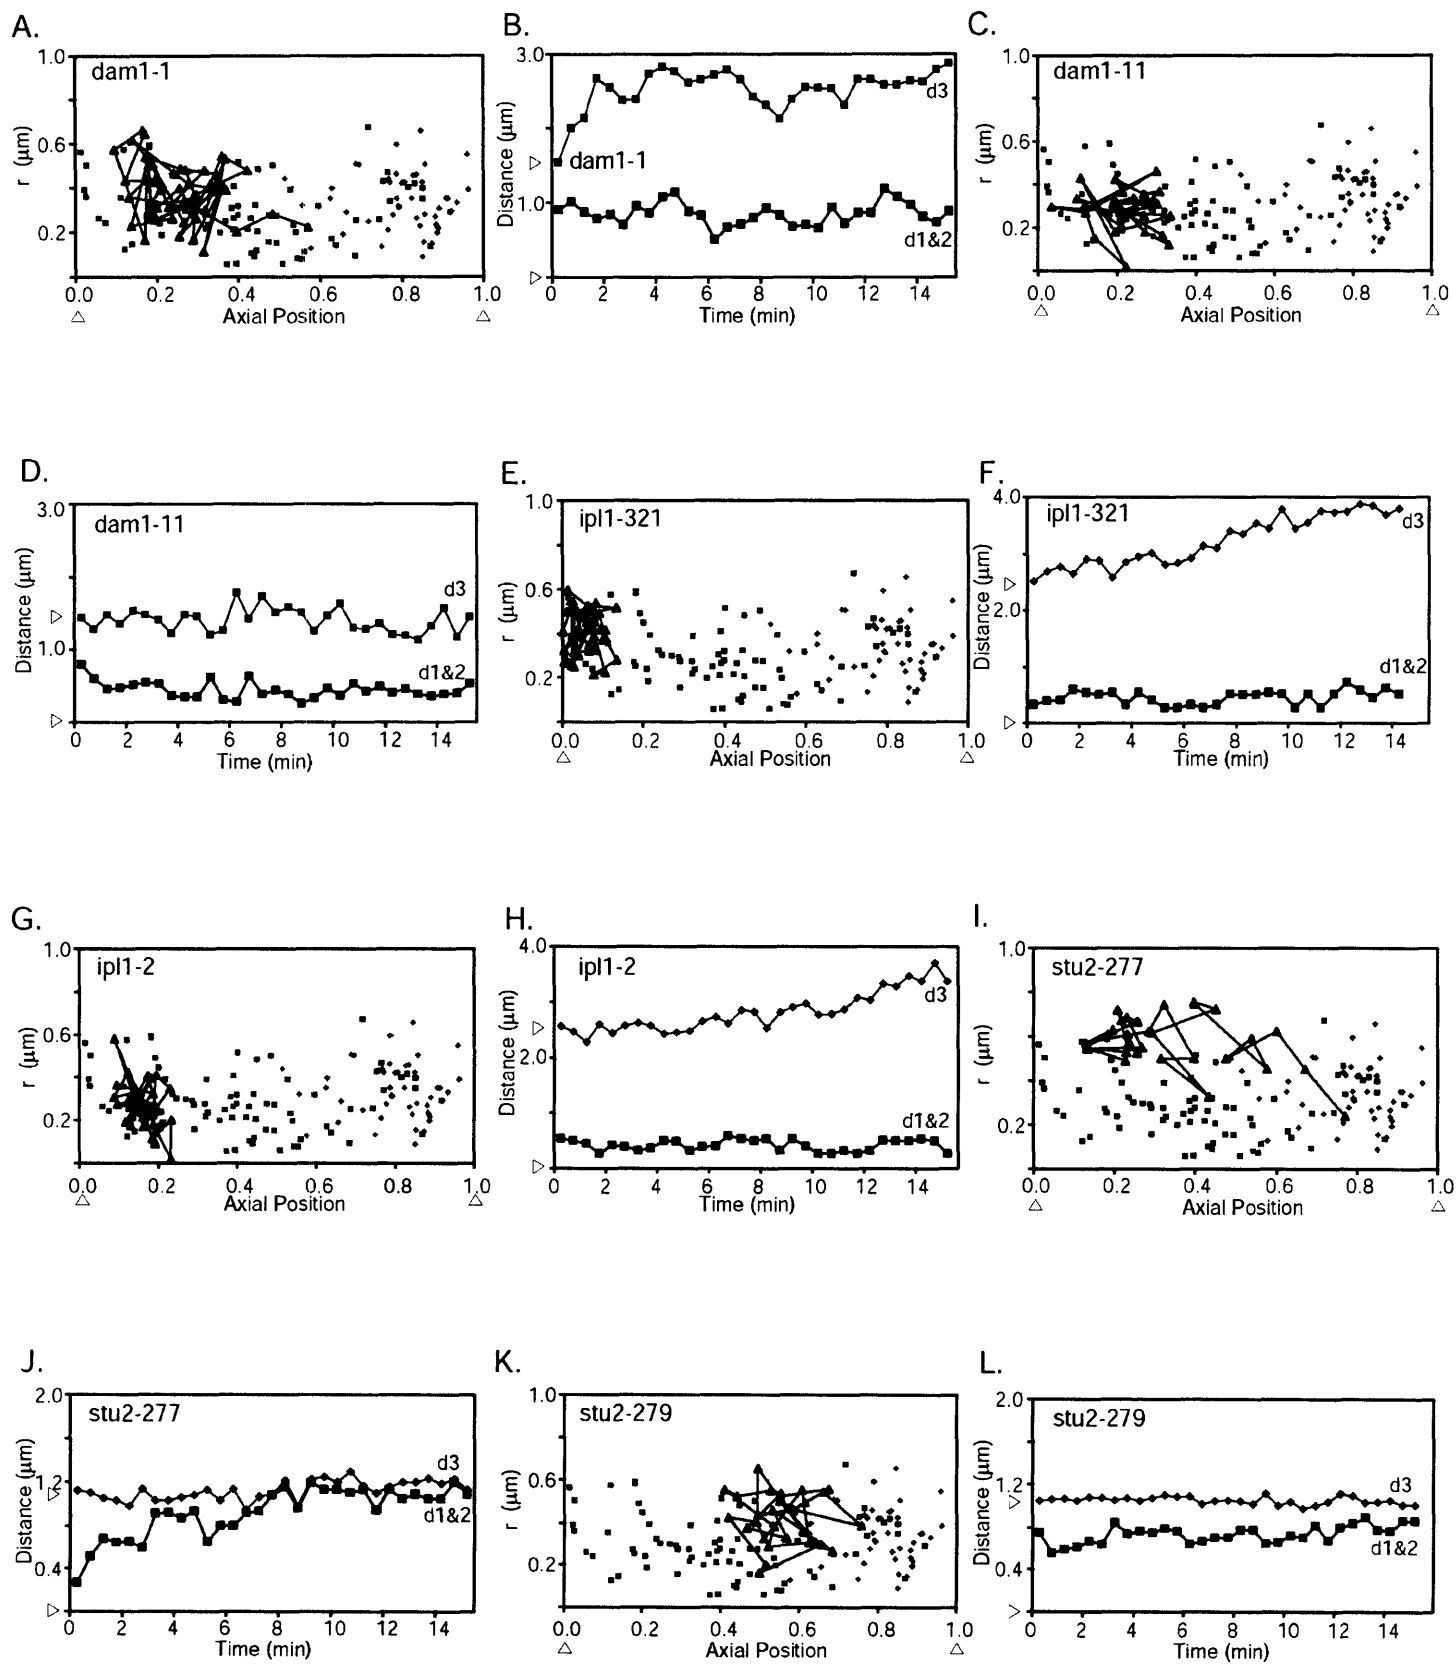 A.
1.0
dam1-1
0.6
r (μm)
0.2
0.0 0.2 0.4 0.6 0.8 1.0
Axial Position
B.
3.0
d3
dam1-1
Distance (μm)
1.0
d1&2
0 2 4 6 8 10 12 14
Time (min)
C.
1.0
dam1-11
0.6
r (μm)
0.2
0.0 0.2 0.4 0.6 0.8 1.0
Axial Position
D.
3.0
dam1-11
Distance (μm)
d3
1.0
d1&2
0 2 4 6 8 10 12 14
Time (min)
E.
1.0
ipl1-321
0.6
r (μm)
0.2
0.0 0.2 0.4 0.6 0.8 1.0
Axial Position
F.
4.0
ipl1-321
d3
Distance (μm)
2.0
d1&2
0 2 4 6 8 10 12 14
Time (min)
G.
1.0
ipl1-2
0.6
r (μm)
0.2
0.0 0.2 0.4 0.6 0.8 1.0
Axial Position
H.
4.0
ipl1-2
d3
Distance (μm)
2.0
d1&2
0 2 4 6 8 10 12 14
Time (min)
I.
1.0
stu2-277
0.6
r (μm)
0.2
0.0 0.2 0.4 0.6 0.8 1.0
Axial Position
J.
2.0
stu2-277
d3
1.2
Distance (μm)
d1&2
0.4
0 2 4 6 8 10 12 14
Time (min)
K.
1.0
stu2-279
0.6
r (μm)
0.2
0.0 0.2 0.4 0.6 0.8 1.0
Axial Position
L.
2.0
stu2-279
1.2
d3
Distance (μm)
d1&2
0.4
0 2 4 6 8 10 12 14
Time (min)